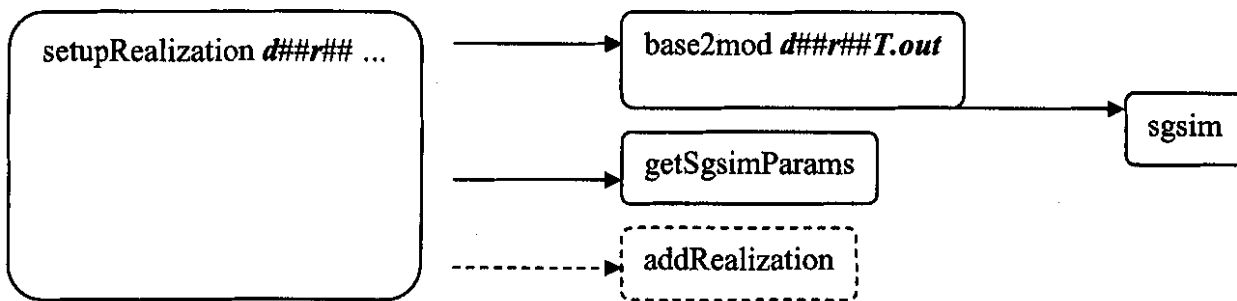 setupRealization d##r## ...
base2mod d##r##T.out
sgsim
getSgsimParams
addRealization